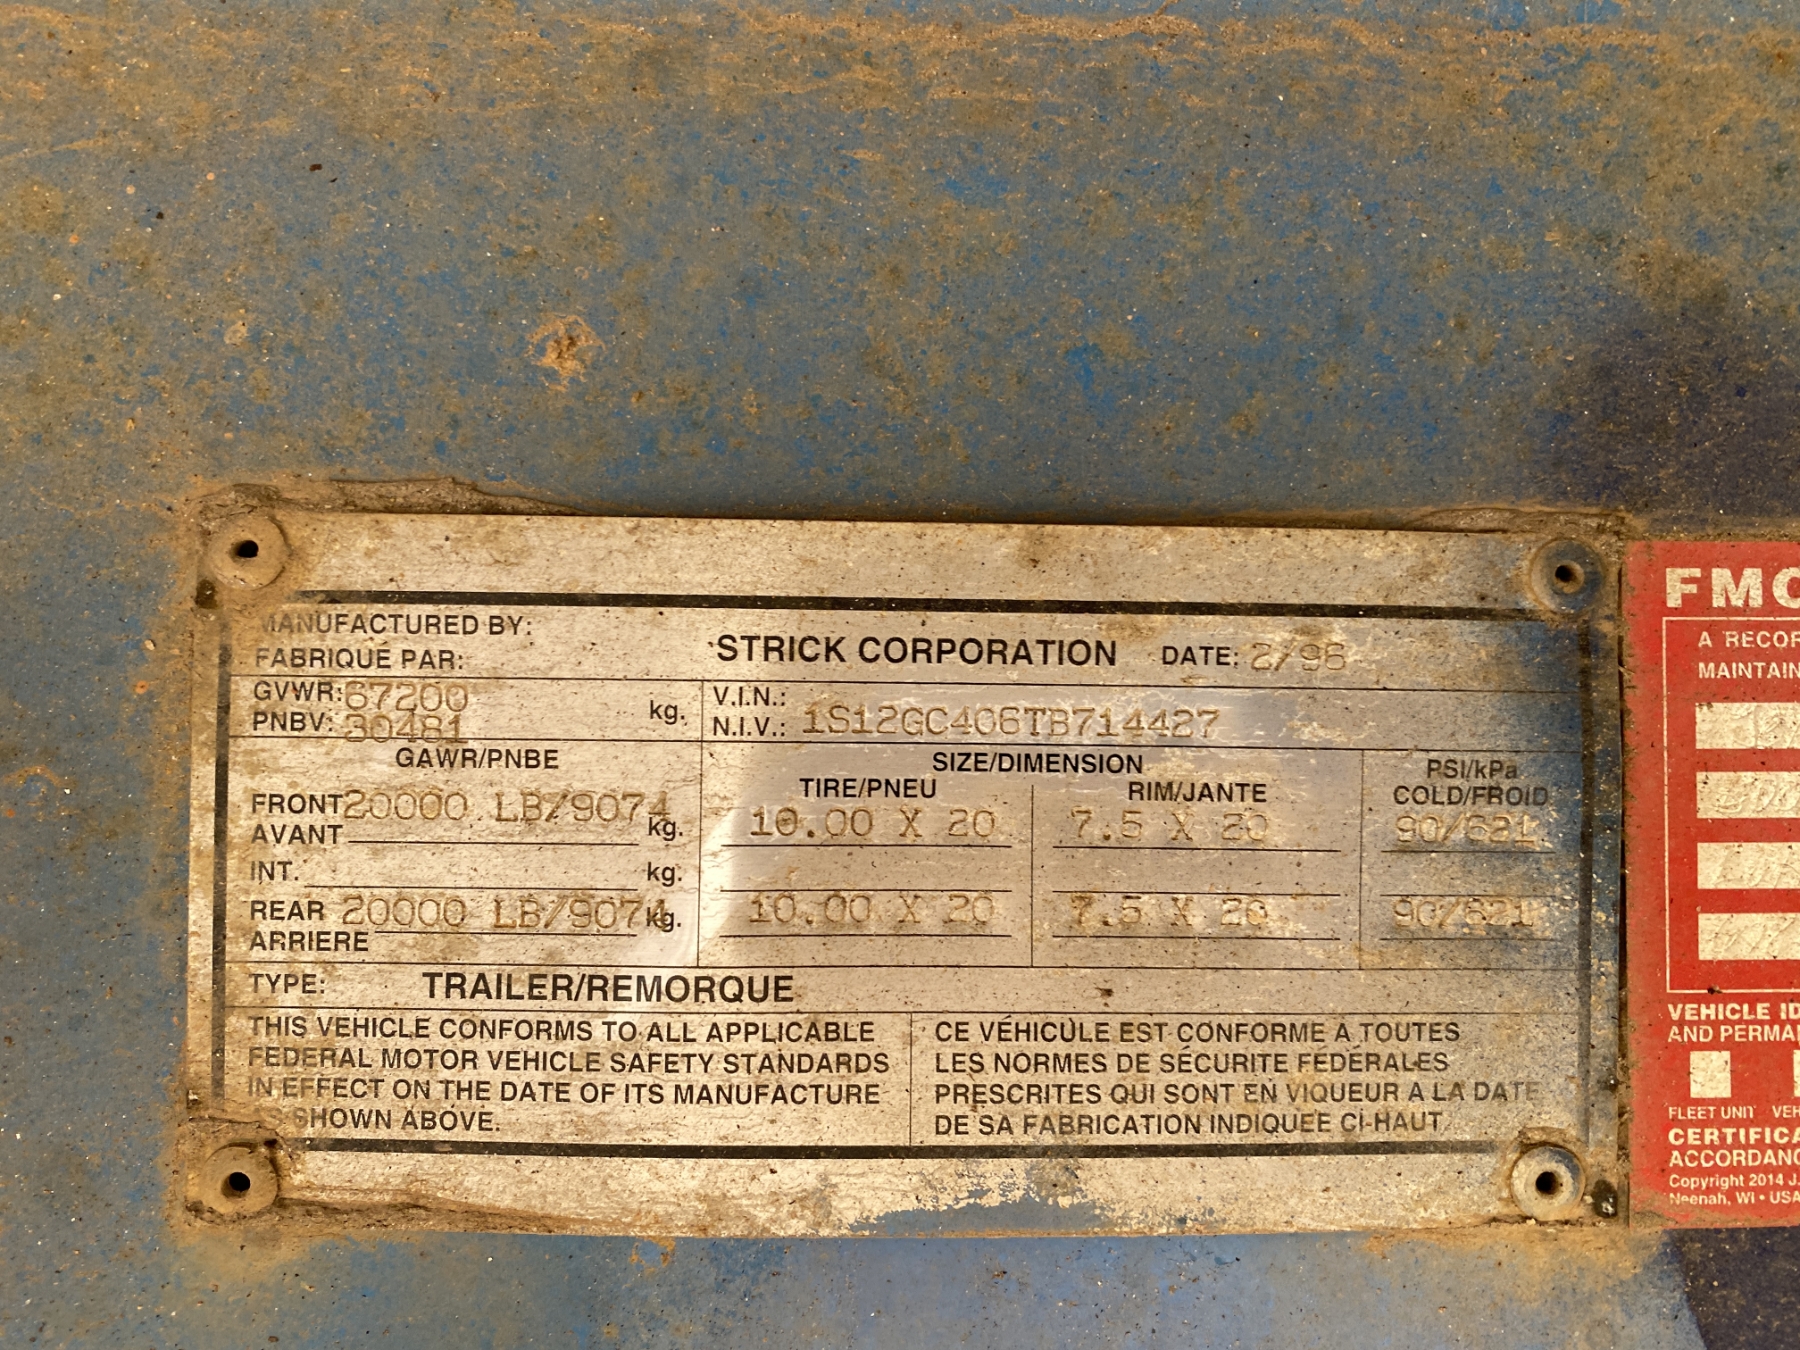 MANUFACTURED BY:
FABRIQUÉ PAR:
STRICK CORPORATION DATE: 2/96
GVWR: 67200
PNBV: 30481 kg.
V.I.N.:
N.I.V.: 1S12GC406TB714427
GAWR/PNBE
SIZE/DIMENSION
TIRE/PNEU RIM/JANTE
PSI/kPa
COLD/FROID
FRONT 20000 LB/9074 kg. 10.00 X 20 7.5 X 20 90/621
AVANT
INT. kg.
REAR 20000 LB/9074 kg. 10.00 X 20 7.5 X 20 90/621
ARRIERE
TYPE: TRAILER/REMORQUE
THIS VEHICLE CONFORMS TO ALL APPLICABLE
FEDERAL MOTOR VEHICLE SAFETY STANDARDS
IN EFFECT ON THE DATE OF ITS MANUFACTURE
AS SHOWN ABOVE.
CE VÉHICULE EST CONFORME A TOUTES
LES NORMES DE SÉCURITE FÉDÉRALES
PRESCRITES QUI SONT EN VIQUEUR A LA DATE
DE SA FABRICATION INDIQUEE CI-HAUT
FMC
A RECOR
MAINTAIN
VEHICLE ID
AND PERMA
FLEET UNIT VEH
CERTIFICA
ACCORDANC
Copyright 2014 J.
Neenah, WI • USA